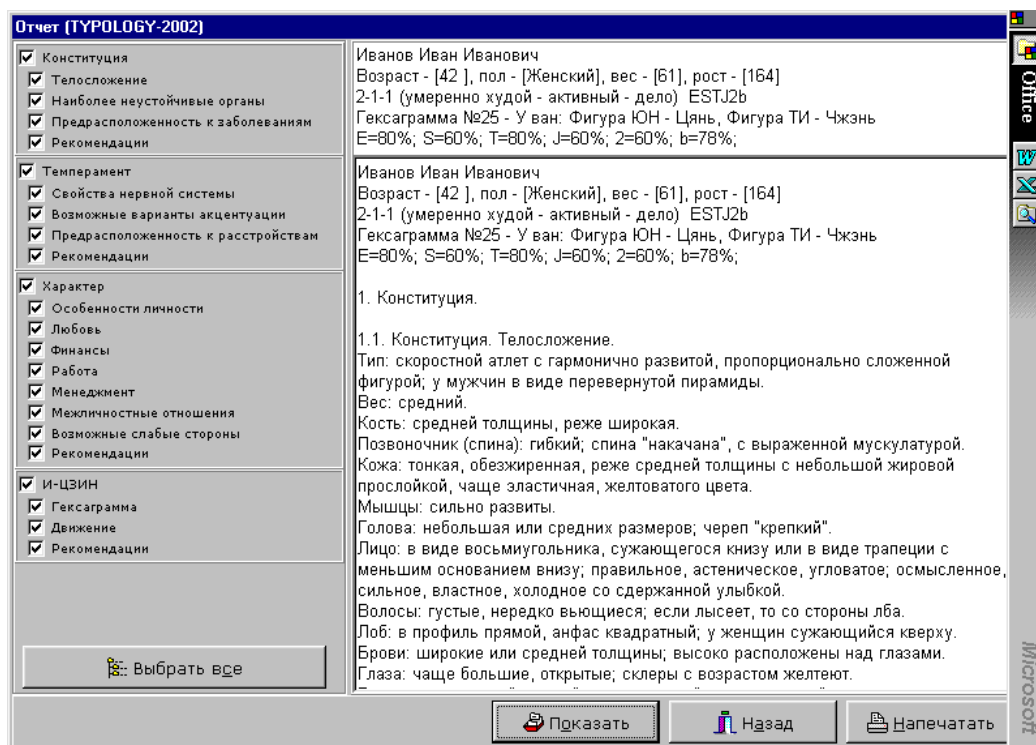 Отчет (TYPOLOGY-2002)
Конституция
Телосложение
Наиболее неустойчивые органы
Предрасположенность к заболеваниям
Рекомендации
Темперамент
Свойства нервной системы
Возможные варианты акцентуации
Предрасположенность к расстройствам
Рекомендации
Характер
Особенности личности
Любовь
Финансы
Работа
Менеджмент
Межличностные отношения
Возможные слабые стороны
Рекомендации
И-ЦЗИН
Гексаграмма
Движение
Рекомендации
Выбрать все
Иванов Иван Иванович
Возраст - [42 ], пол - [Женский], вес - [61], рост - [164]
2-1-1 (умеренно худой - активный - дело) ESTJ2b
Гексаграмма №25 - У ван: Фигура ЮН - Цянь, Фигура ТИ - Чжэнь
E=80%; S=60%; T=80%; J=60%; 2=60%; b=78%;
Иванов Иван Иванович
Возраст - [42 ], пол - [Женский], вес - [61], рост - [164]
2-1-1 (умеренно худой - активный - дело) ESTJ2b
Гексаграмма №25 - У ван: Фигура ЮН - Цянь, Фигура ТИ - Чжэнь
E=80%; S=60%; T=80%; J=60%; 2=60%; b=78%;
1. Конституция.
1.1. Конституция. Телосложение.
Тип: скоростной атлет с гармонично развитой, пропорционально сложенной
фигурой; у мужчин в виде перевернутой пирамиды.
Вес: средний.
Кость: средней толщины, реже широкая.
Позвоночник (спина): гибкий; спина "накачана", с выраженной мускулатурой.
Кожа: тонкая, обезжиренная, реже средней толщины с небольшой жировой
прослойкой, чаще эластичная, желтоватого цвета.
Мышцы: сильно развиты.
Голова: небольшая или средних размеров; череп "крепкий".
Лицо: в виде восьмиугольника, сужающегося книзу или в виде трапеции с
меньшим основанием внизу; правильное, астеническое, угловатое; осмысленное,
сильное, властное, холодное со сдержанной улыбкой.
Волосы: густые, нередко вьющиеся; если лысеет, то со стороны лба.
Лоб: в профиль прямой, анфас квадратный; у женщин сужающийся кверху.
Брови: широкие или средней толщины; высоко расположены над глазами.
Глаза: чаще большие, открытые; склеры с возрастом желтеют.
Показать
Назад
Напечатать
Office
Microsoft